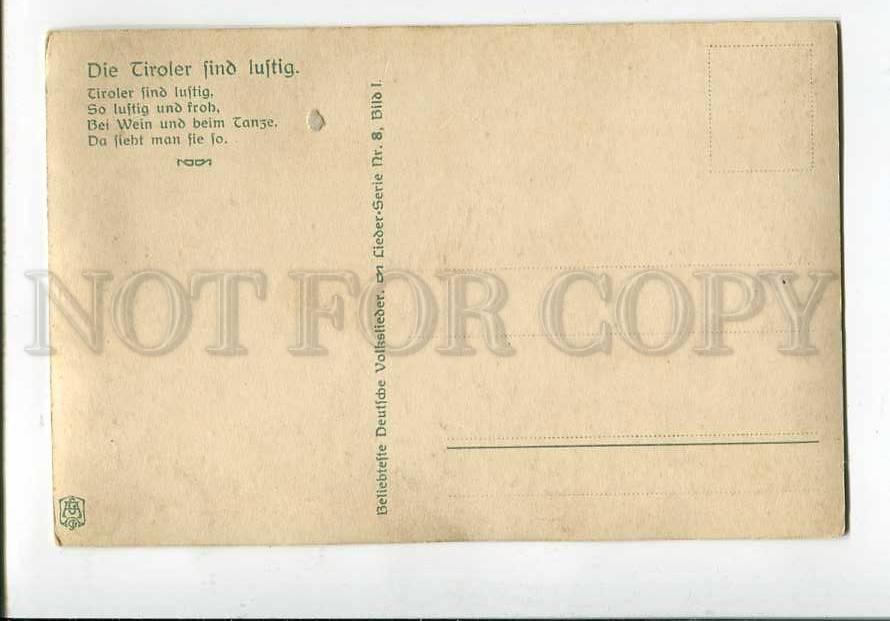 Die Tiroler ſind luſtig.
Tiroler ſind luſtig,
So luſtig und froh,
Bei Wein und beim Tanze,
Da ſieht man ſie ſo.
Beliebteſte Deutſche Volkslieder. Lieder-Serie Nr. 8, Bild I.
NOT FOR COPY